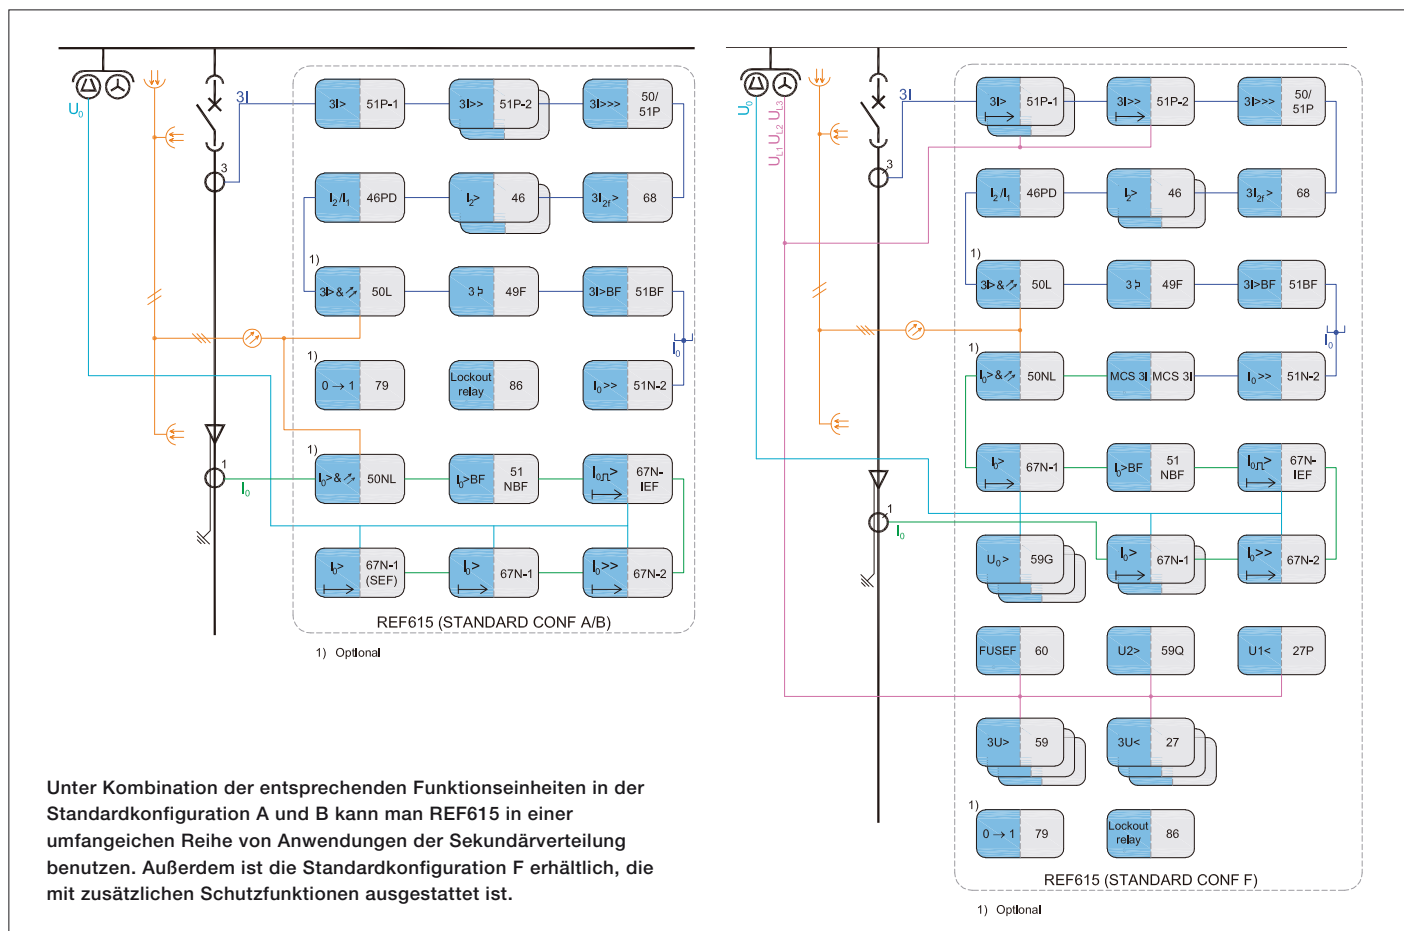 U0
3I
3
3I> 51P-1
3I>> 51P-2
3I>>> 50/ 51P
I2/I1 46PD
I2> 46
3I2f> 68
1)
3I>& 50L
3 49F
3I>BF 51BF
I0
1)
0 → 1 79
Lockout relay 86
I0>> 51N-2
1)
1
I0
I0>& 50NL
I0>BF 51 NBF
I0> 67N- IEF
I0> 67N-1 (SEF)
I0> 67N-1
I0>> 67N-2
REF615 (STANDARD CONF A/B)
1) Optional
Unter Kombination der entsprechenden Funktionseinheiten in der
Standardkonfiguration A und B kann man REF615 in einer
umfangeichen Reihe von Anwendungen der Sekundärverteilung
benutzen. Außerdem ist die Standardkonfiguration F erhältlich, die
mit zusätzlichen Schutzfunktionen ausgestattet ist.
U0
UL1 UL2 UL3
3I
3
3I> 51P-1
3I>> 51P-2
3I>>> 50/ 51P
I2/I1 46PD
I2> 46
3I2f> 68
1)
3I>& 50L
3 49F
3I>BF 51BF
I0
1)
I0>& 50NL
MCS 3I MCS 3I
I0>> 51N-2
I0> 67N-1
I0>BF 51 NBF
I0> 67N- IEF
1
I0
U0> 59G
I0> 67N-1
I0>> 67N-2
FUSEF 60
U2> 59Q
U1< 27P
3U> 59
3U< 27
1)
0 → 1 79
Lockout relay 86
REF615 (STANDARD CONF F)
1) Optional